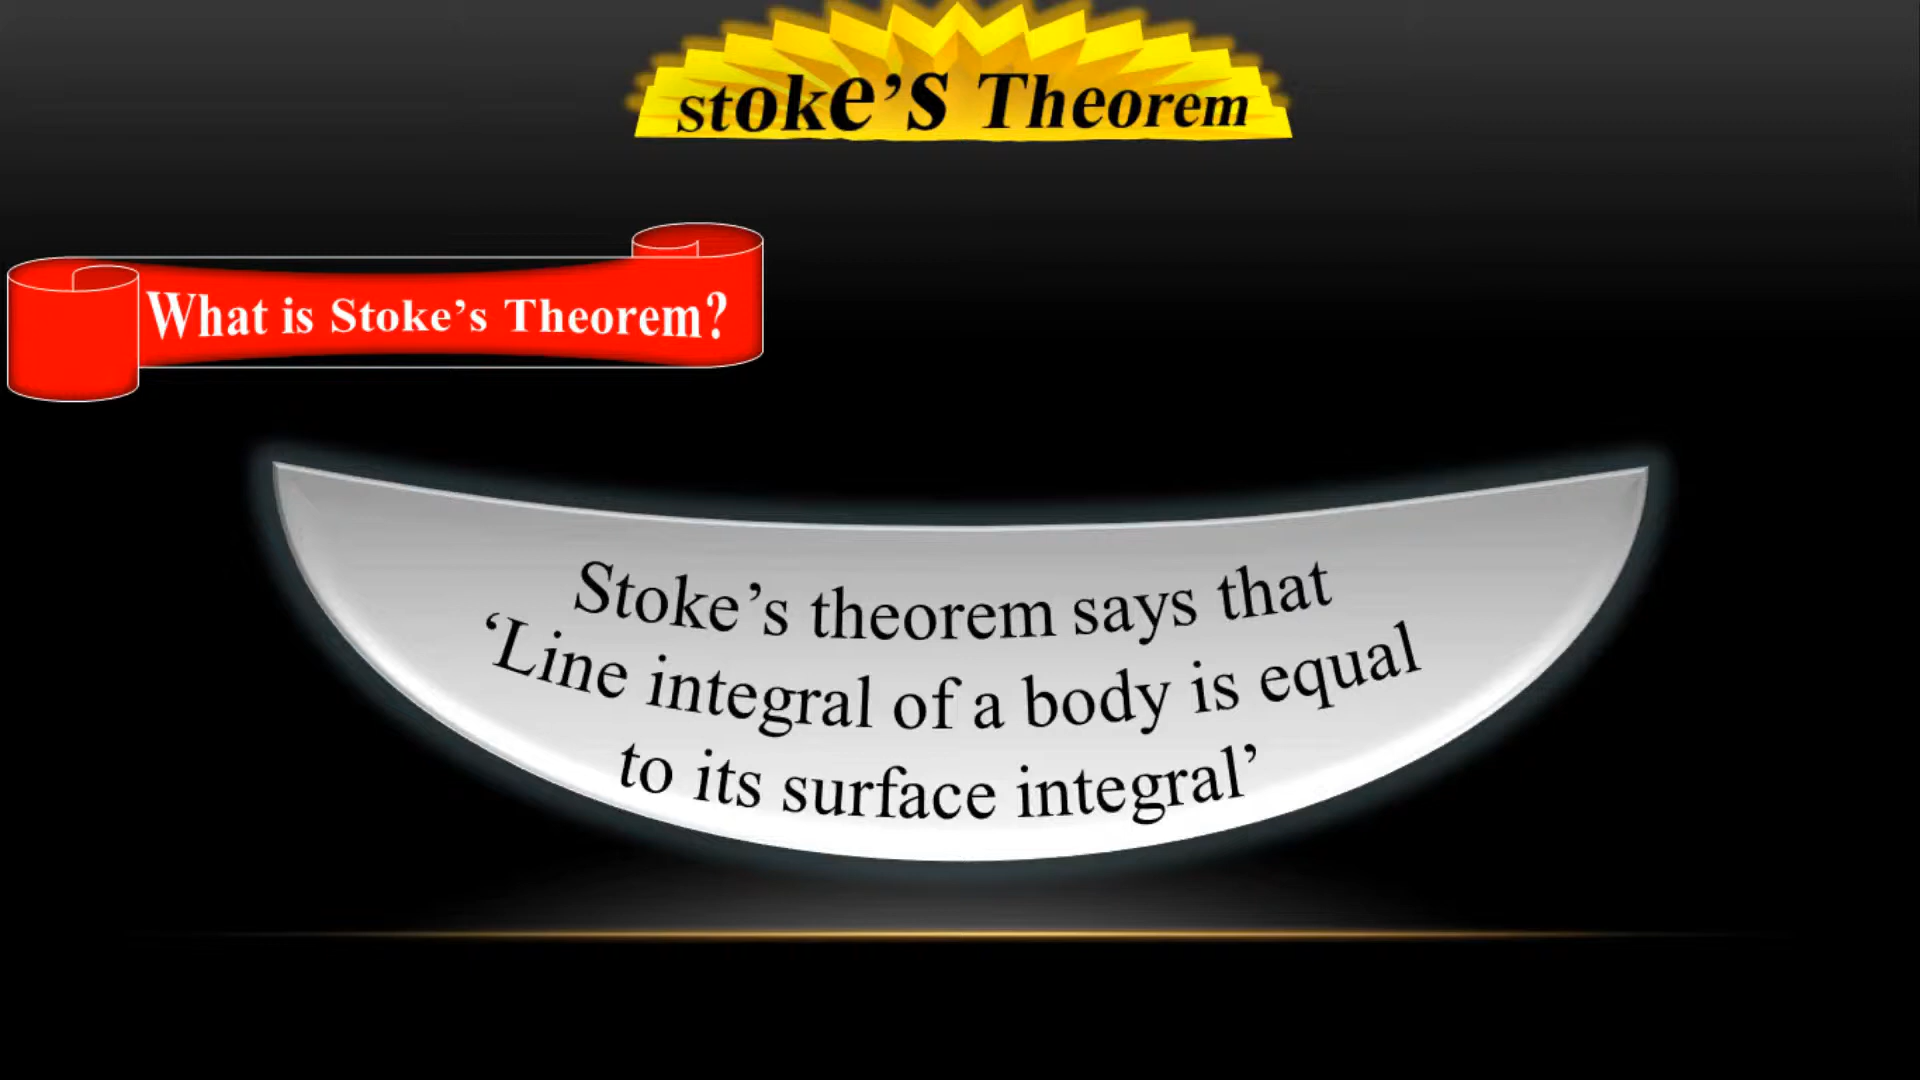 stoke’s Theorem
What is Stoke’s Theorem?
Stoke’s theorem says that
‘Line integral of a body is equal
to its surface integral’